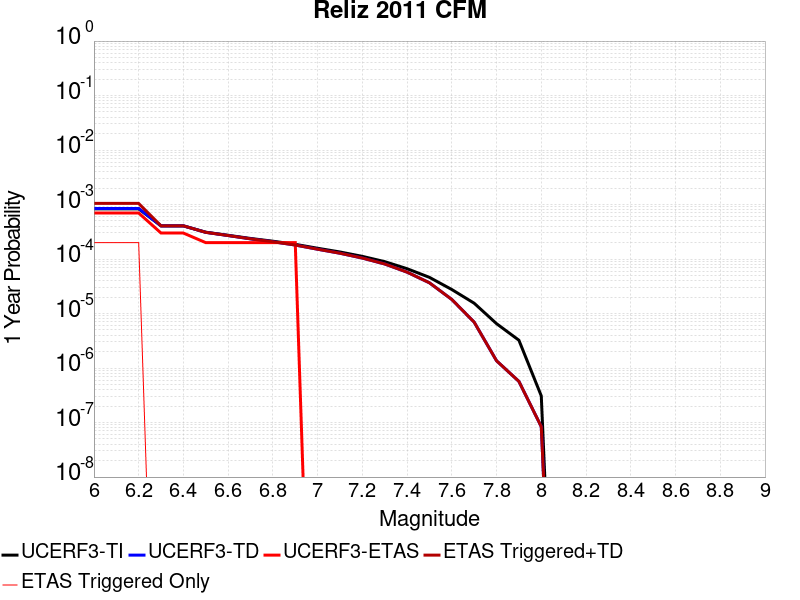 Reliz 2011 CFM
1 Year Probability
10^0
10^-1
10^-2
10^-3
10^-4
10^-5
10^-6
10^-7
10^-8
6 6.2 6.4 6.6 6.8 7 7.2 7.4 7.6 7.8 8 8.2 8.4 8.6 8.8 9
Magnitude
UCERF3-TI UCERF3-TD UCERF3-ETAS ETAS Triggered+TD
ETAS Triggered Only